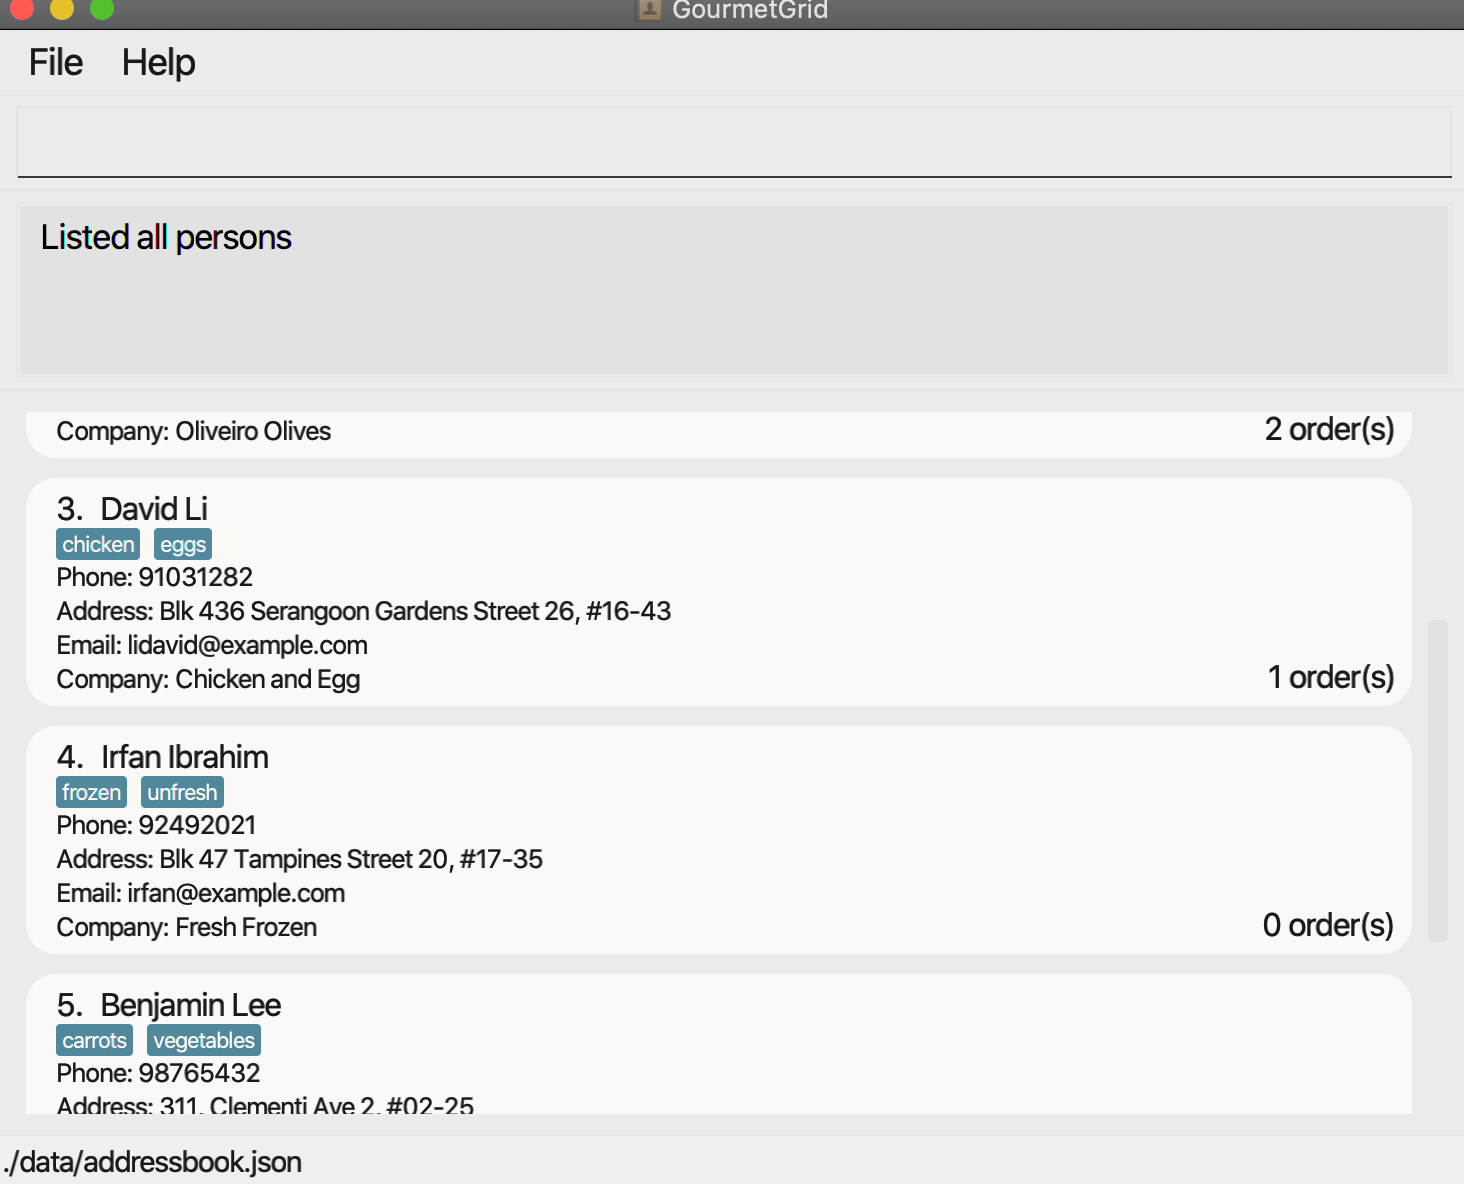 GourmetGrid
File Help
Listed all persons
Company: Oliveiro Olives 2 order(s)
3. David Li
chicken eggs
Phone: 91031282
Address: Blk 436 Serangoon Gardens Street 26, #16-43
Email: lidavid@example.com
Company: Chicken and Egg 1 order(s)
4. Irfan Ibrahim
frozen unfresh
Phone: 92492021
Address: Blk 47 Tampines Street 20, #17-35
Email: irfan@example.com
Company: Fresh Frozen 0 order(s)
5. Benjamin Lee
carrots vegetables
Phone: 98765432
Address: 311, Clementi Ave 2, #02-25
./data/addressbook.json